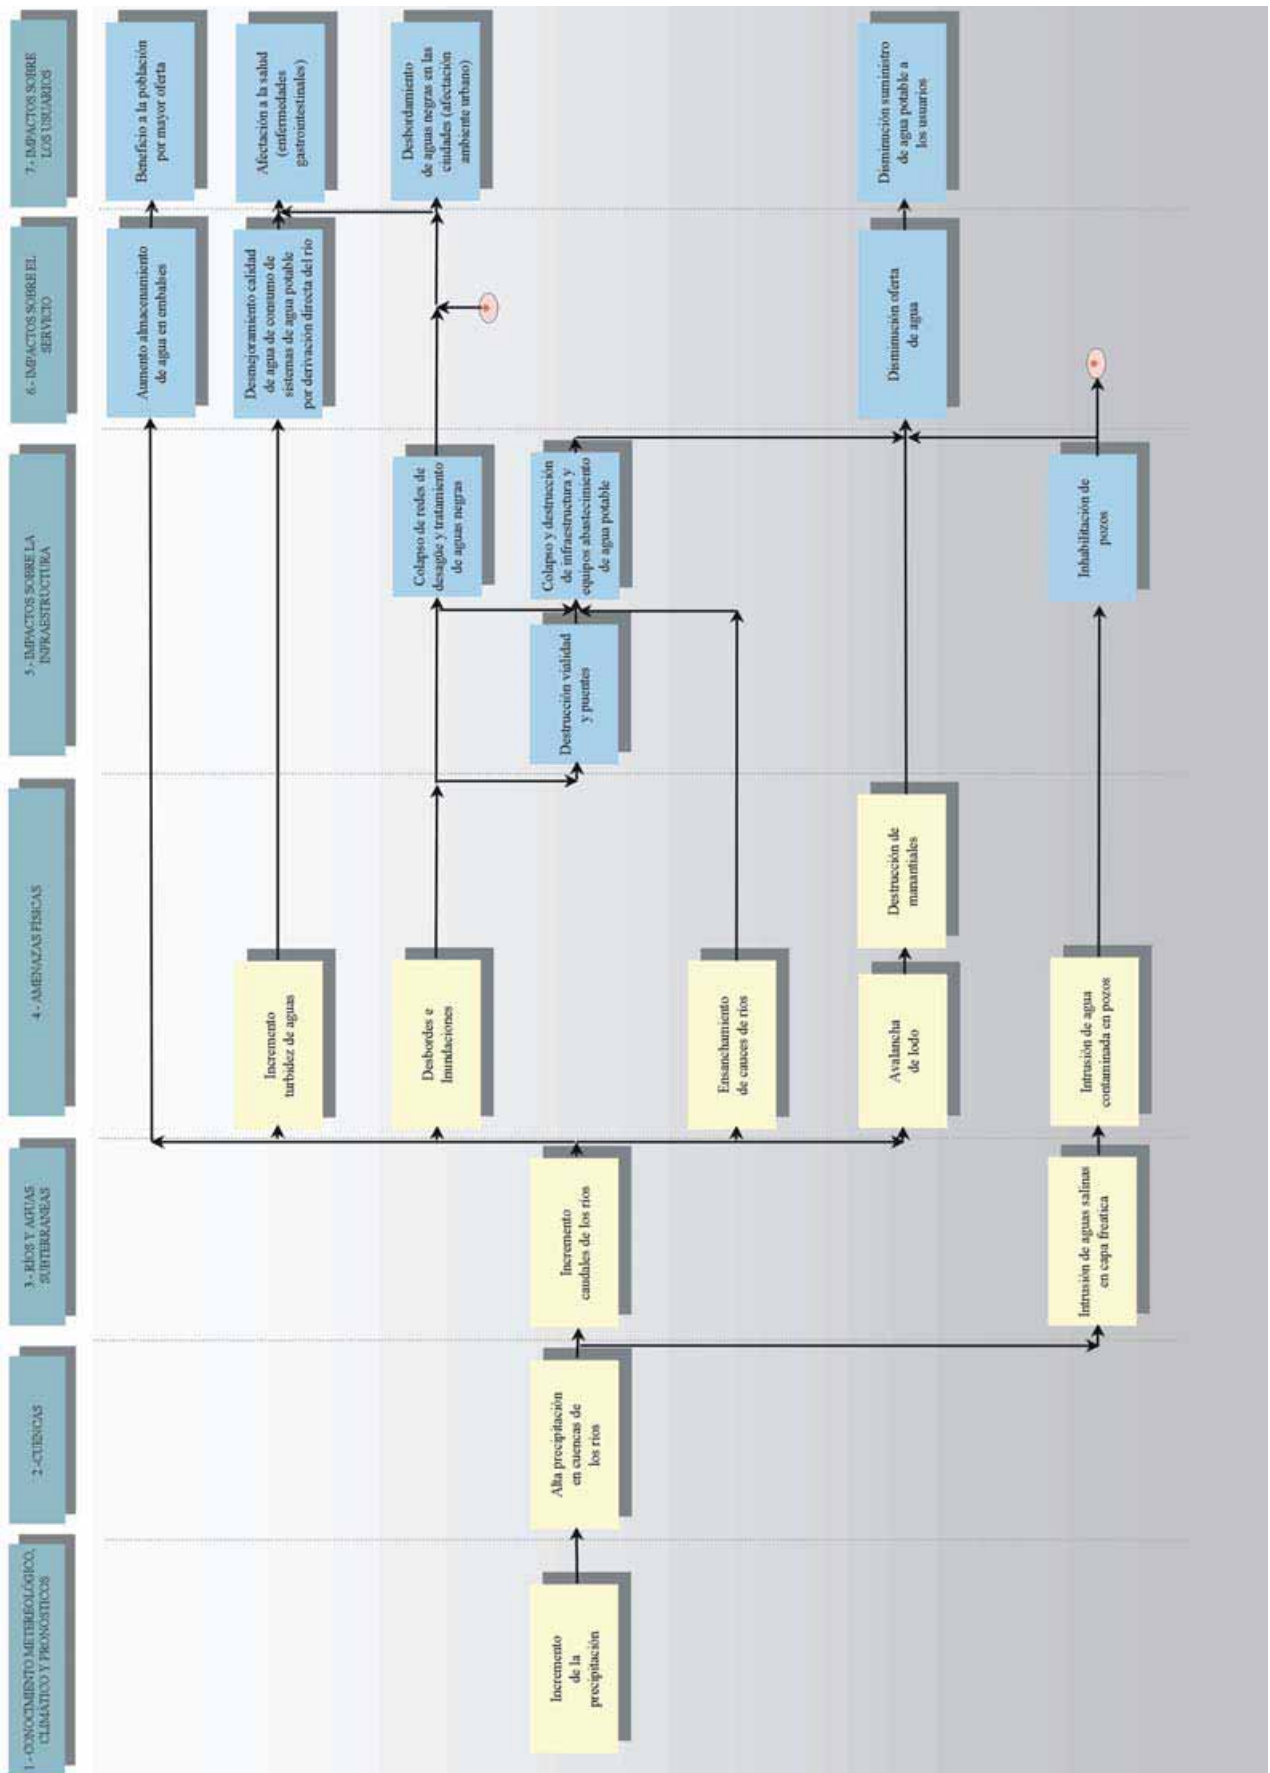 1 - CONOCIMIENTO METEREOLÓGICO,
CLIMÁTICO Y PRONÓSTICOS
2 -CUENCAS
3.- RÍOS Y AGUAS
SUBTERRANEAS
4 - AMENAZAS FISICAS
5.- IMPACTOS SOBRE LA
INFRAESTRUCTURA
6.- IMPACTOS SOBRE EL
SERVICIO
7.- IMPACTOS SOBRE
LOS USUARIOS
Aumento almacenamiento
de agua en embalses
Beneficio a la población
por mayor oferta
Incremento
turbidez de aguas
Desmejoramiento calidad
de agua de consumo de
sistemas de agua potable
por derivación directa del río
Afectación a la salud
(enfermedades
gastrointestinales)
Desbordes e
Inundaciones
Colapso de redes de
desagüe y tratamiento
de aguas negras
Desbordamiento
de aguas negras en las
ciudades (afectación
ambiente urbano)
Incremento
de la
precipitación
Alta precipitación
en cuencas de
los ríos
Incremento
caudales de los ríos
Destrucción vialidad
y puentes
Colapso y destrucción
de infraestructura y
equipos abastecimiento
de agua potable
Ensanchamiento
de cauces de ríos
Avalancha
de lodo
Destrucción de
manantiales
Disminución oferta
de agua
Disminución suministro
de agua potable a
los usuarios
Intrusión de aguas salinas
en capa freatica
Intrusión de agua
contaminada en pozos
Inhabilitación de
pozos